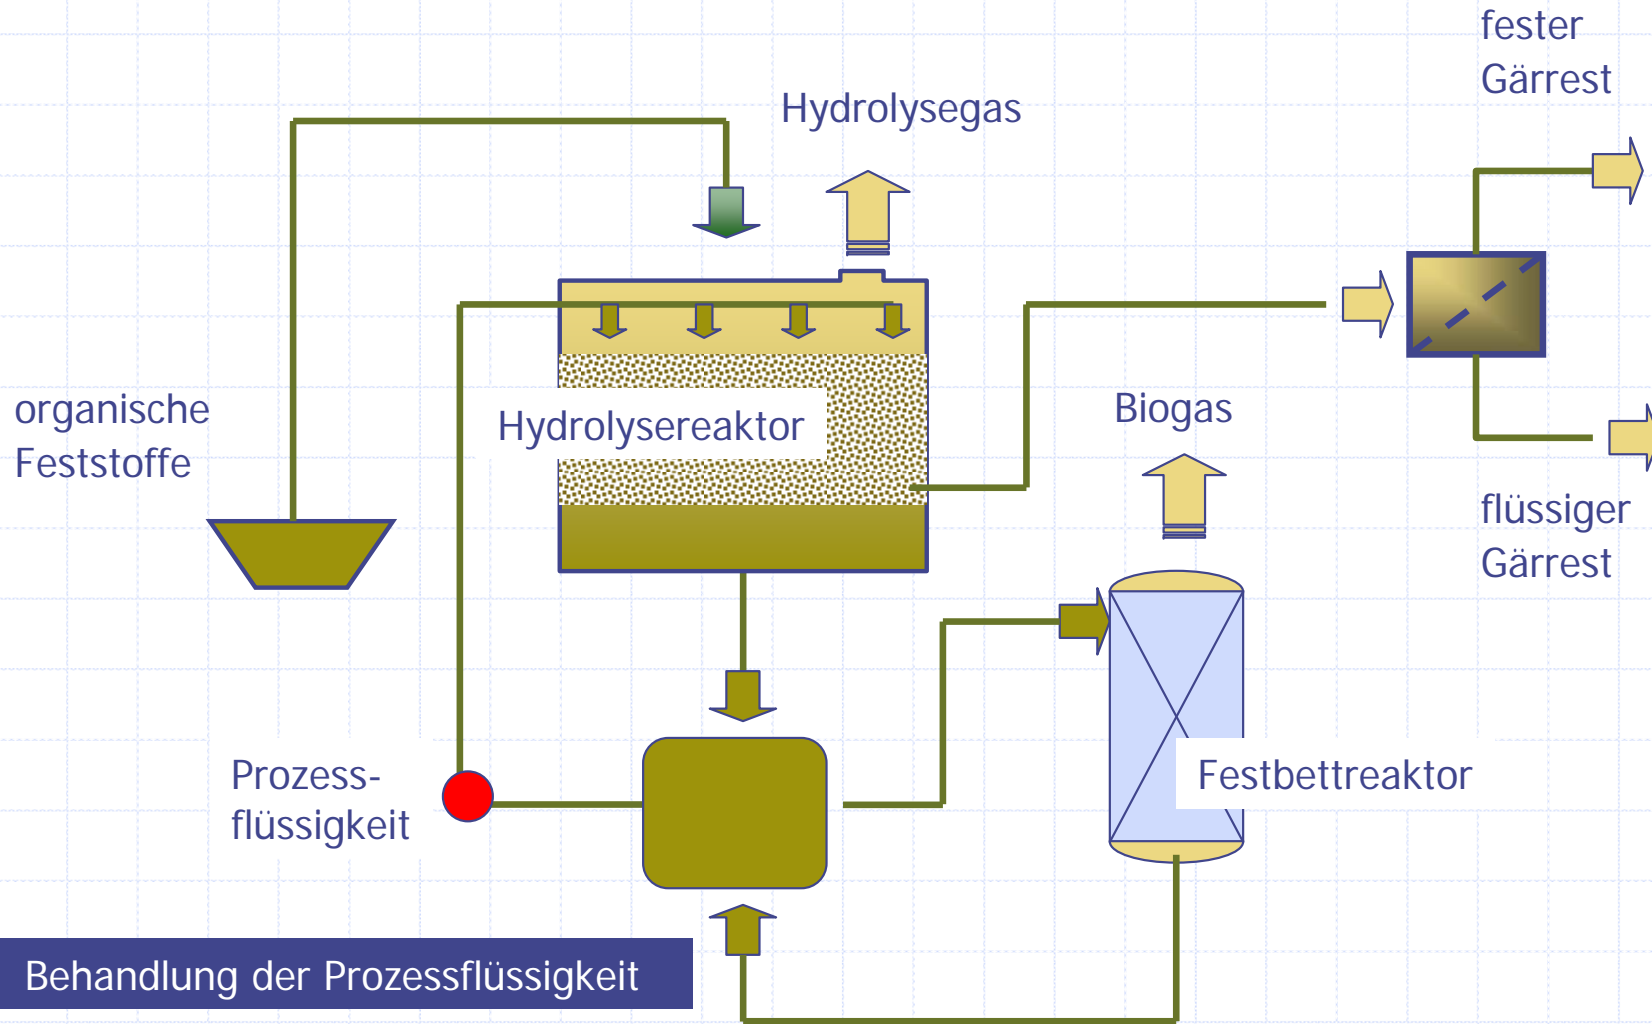 fester
Gärrest
Hydrolysegas
organische
Feststoffe
Hydrolysereaktor
Biogas
flüssiger
Gärrest
Prozess-
flüssigkeit
Festbettreaktor
Behandlung der Prozessflüssigkeit